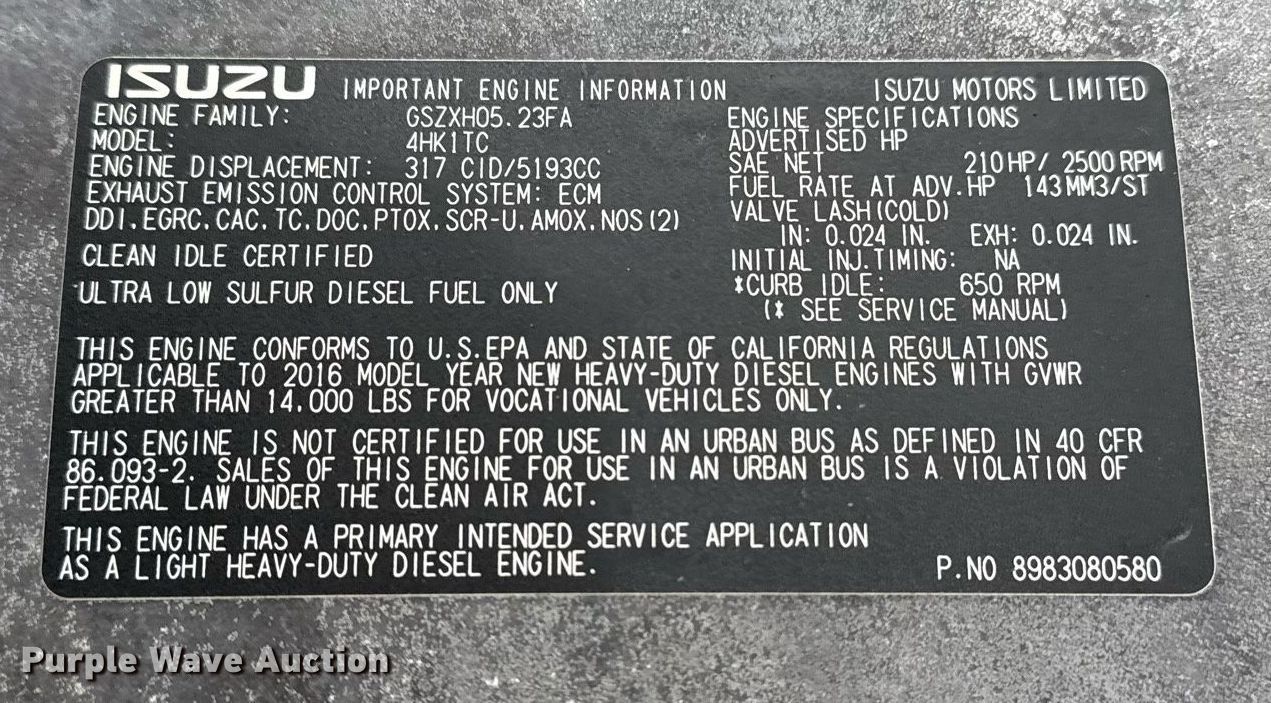 ISUZU IMPORTANT ENGINE INFORMATION ISUZU MOTORS LIMITED
ENGINE FAMILY: GSZXH05.23FA
MODEL: 4HK1TC
ENGINE DISPLACEMENT: 317 CID/5193CC
EXHAUST EMISSION CONTROL SYSTEM: ECM
DDI.EGRC.CAC.TC.DOC.PTOX.SCR-U.AMOX.NOS(2)
CLEAN IDLE CERTIFIED
ULTRA LOW SULFUR DIESEL FUEL ONLY
ENGINE SPECIFICATIONS
ADVERTISED HP
SAE NET 210HP/ 2500RPM
FUEL RATE AT ADV.HP 143MM3/ST
VALVE LASH(COLD)
IN: 0.024 IN. EXH: 0.024 IN.
INITIAL INJ.TIMING: NA
*CURB IDLE: 650 RPM
(* SEE SERVICE MANUAL)
THIS ENGINE CONFORMS TO U.S.EPA AND STATE OF CALIFORNIA REGULATIONS
APPLICABLE TO 2016 MODEL YEAR NEW HEAVY-DUTY DIESEL ENGINES WITH GVWR
GREATER THAN 14.000 LBS FOR VOCATIONAL VEHICLES ONLY.
THIS ENGINE IS NOT CERTIFIED FOR USE IN AN URBAN BUS AS DEFINED IN 40 CFR
86.093-2. SALES OF THIS ENGINE FOR USE IN AN URBAN BUS IS A VIOLATION OF
FEDERAL LAW UNDER THE CLEAN AIR ACT.
THIS ENGINE HAS A PRIMARY INTENDED SERVICE APPLICATION
AS A LIGHT HEAVY-DUTY DIESEL ENGINE.
P.NO 8983080580
Purple Wave Auction